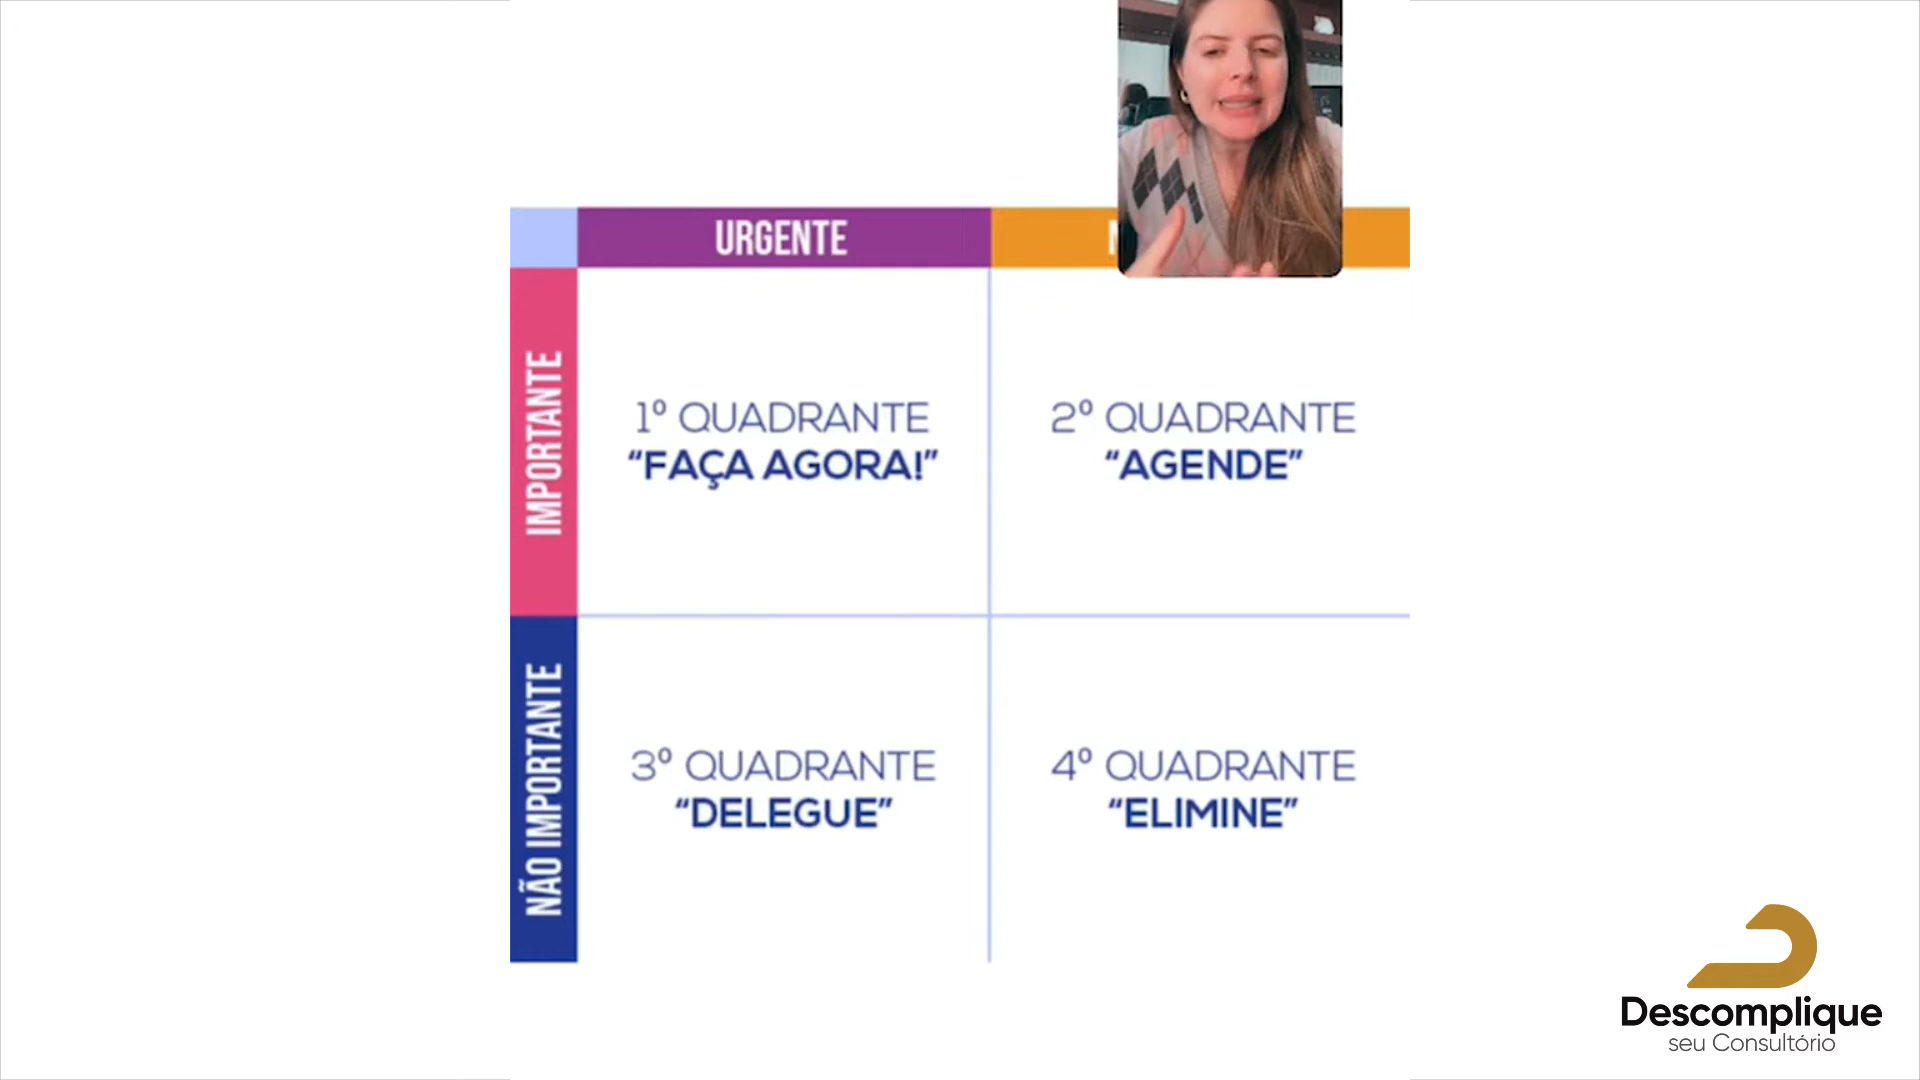 URGENTE
IMPORTANTE
1º QUADRANTE
“FAÇA AGORA!”
2º QUADRANTE
“AGENDE”
NÃO IMPORTANTE
3º QUADRANTE
“DELEGUE”
4º QUADRANTE
“ELIMINE”
Descomplique
seu Consultório